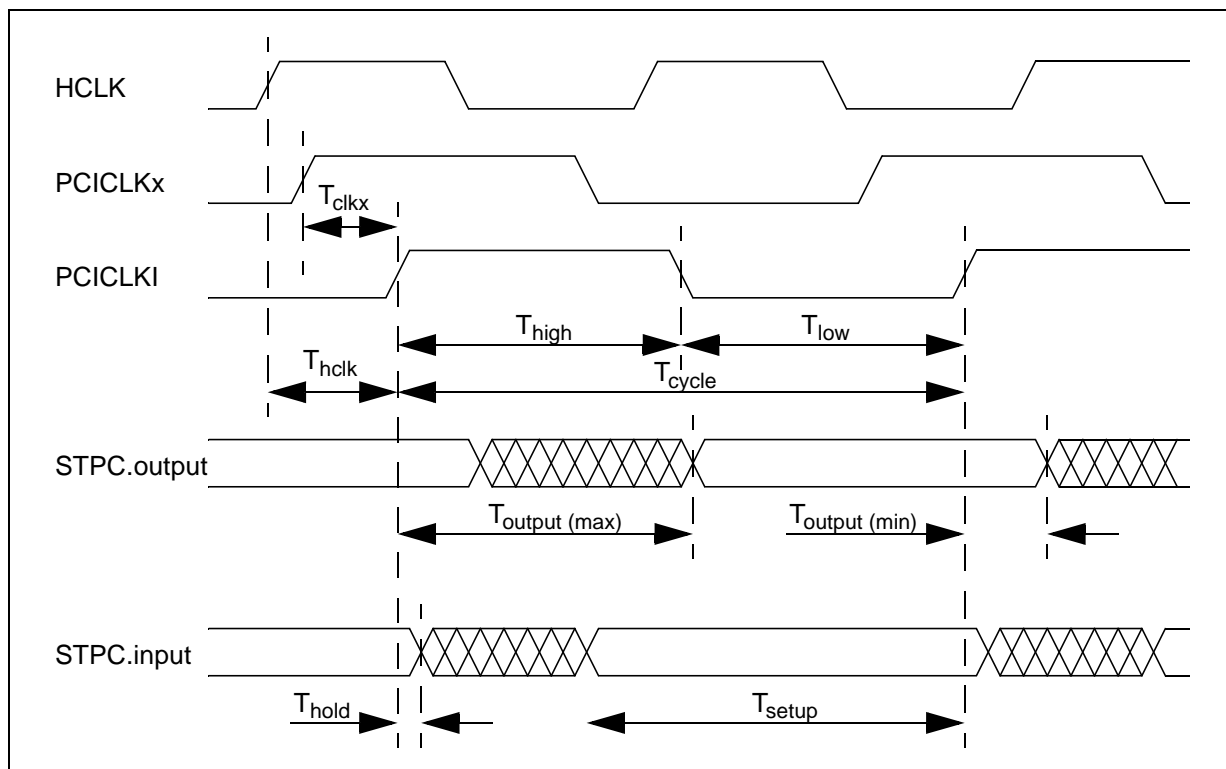 HCLK
PCICLKx
Tclkx
PCICLKI
Thigh
Tlow
Thclk
Tcycle
STPC.output
Toutput (max)
Toutput (min)
STPC.input
Thold
Tsetup